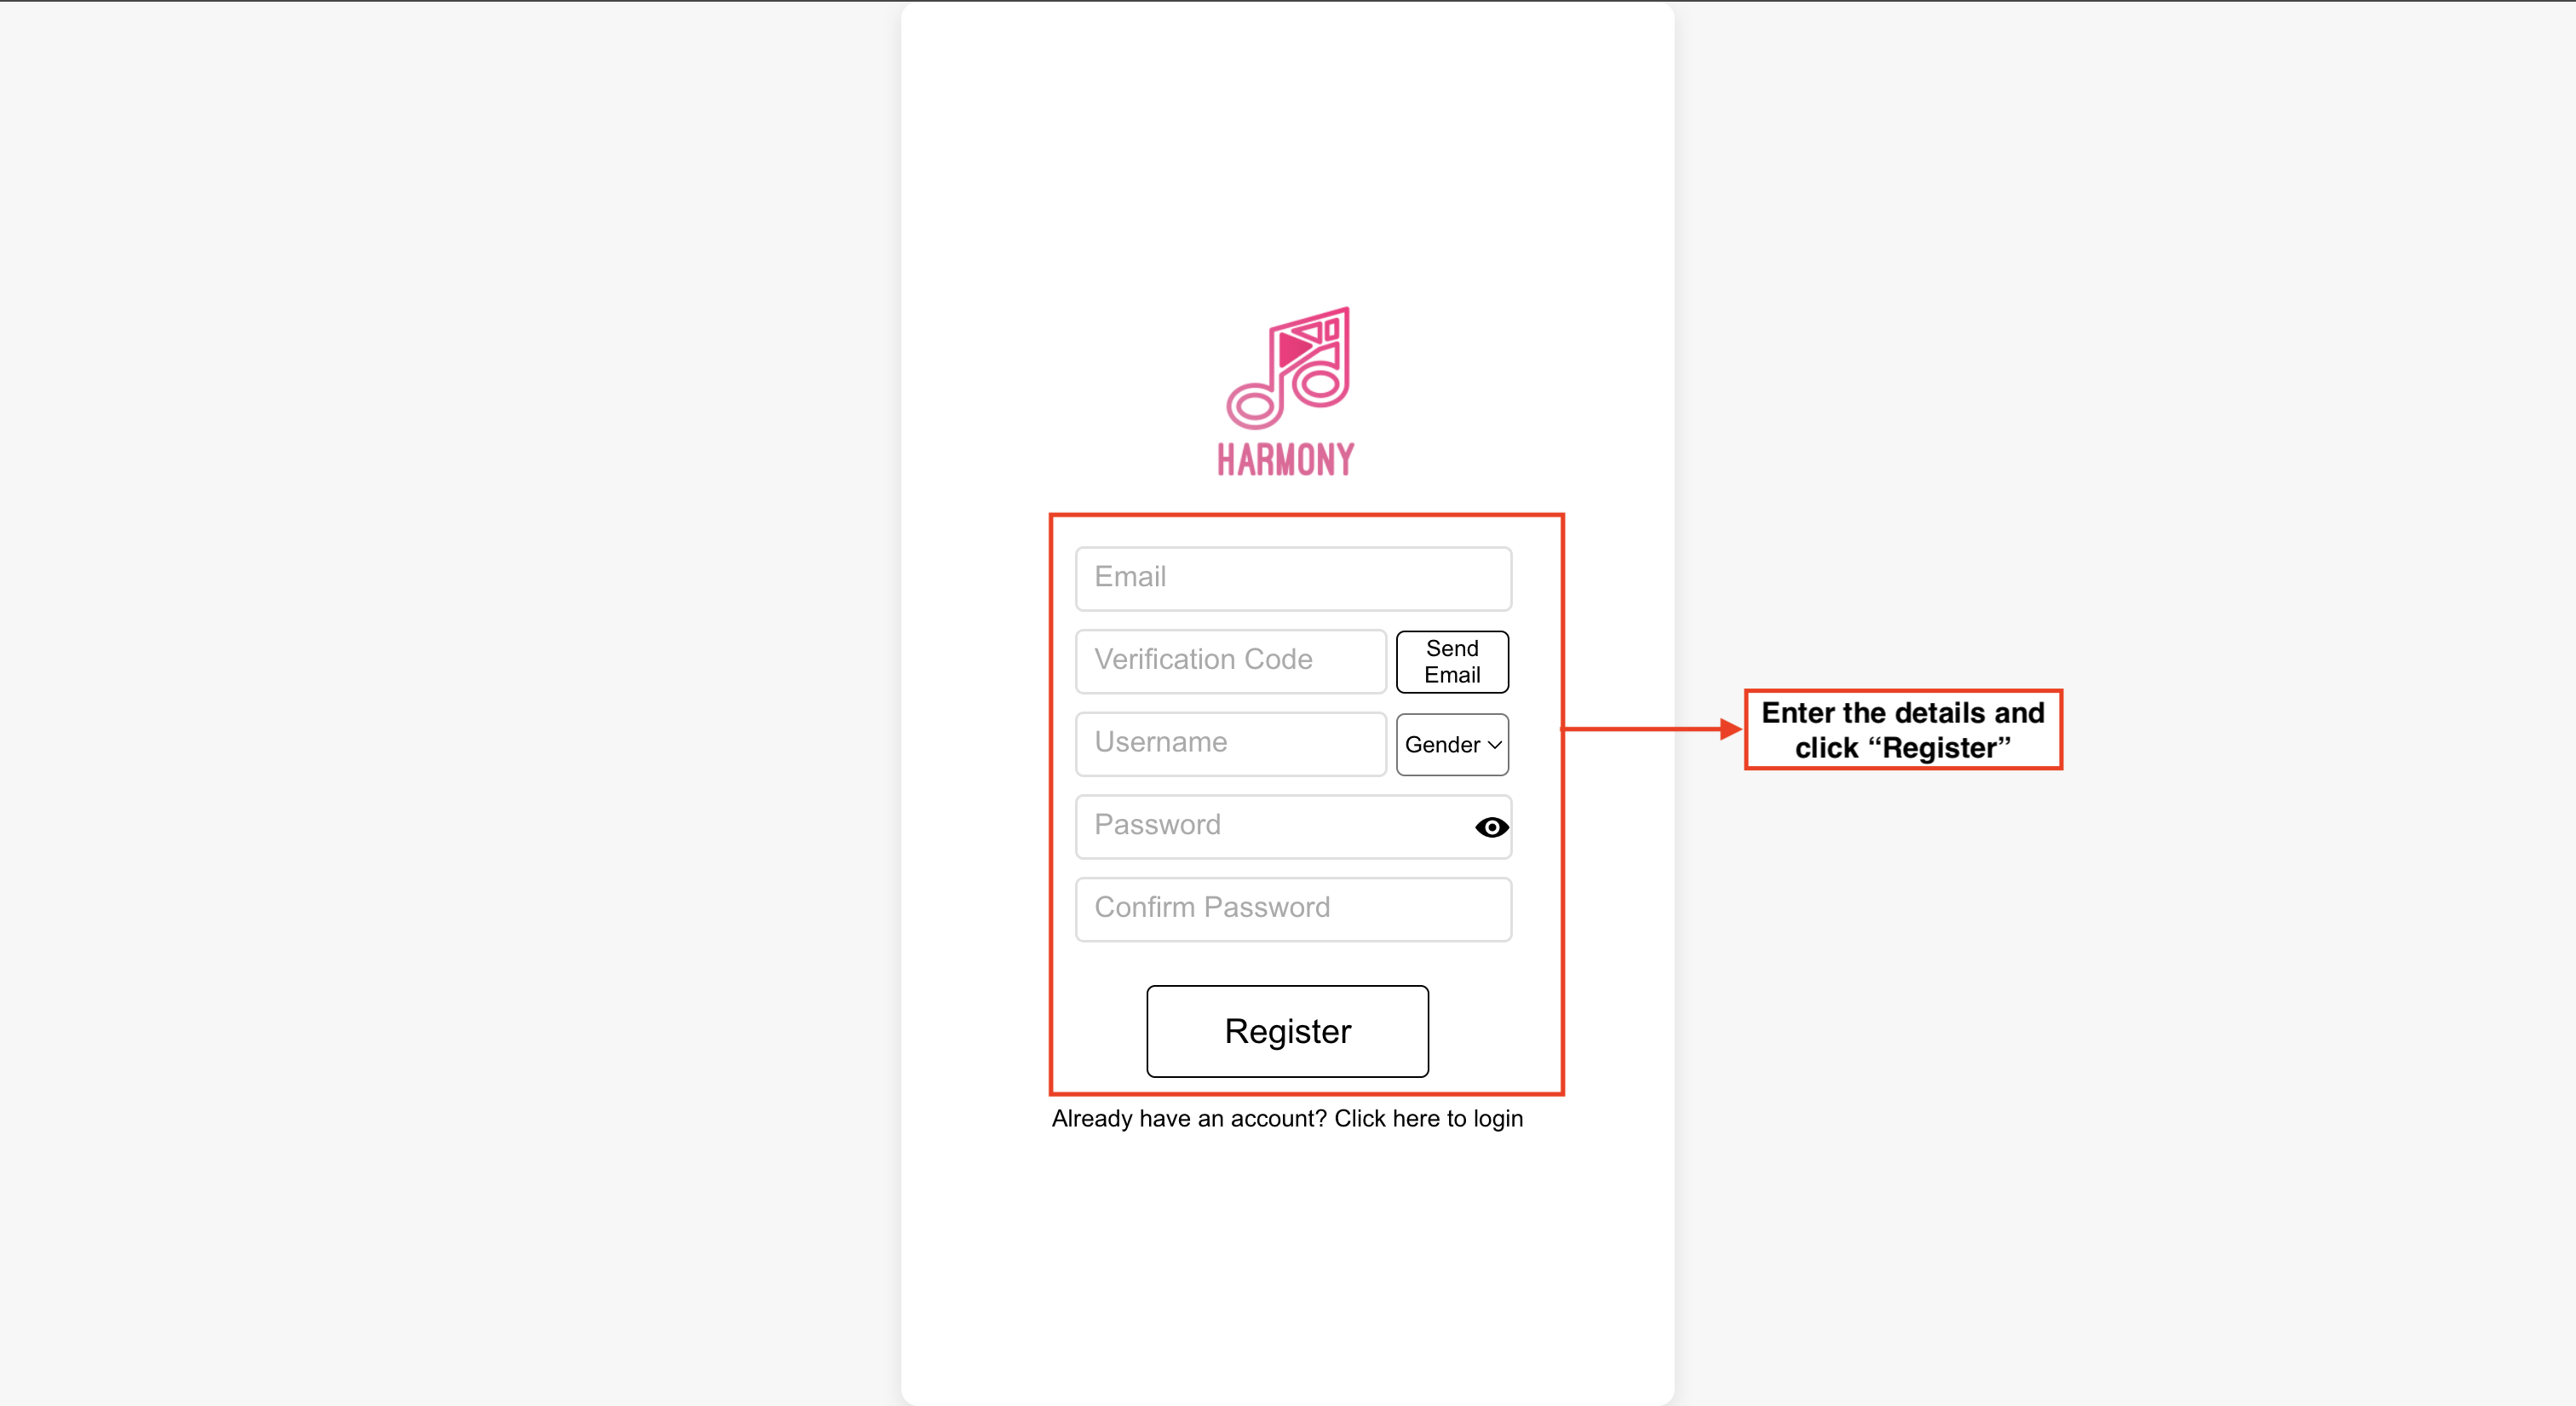 HARMONY
Email
Verification Code
Send
Email
Username
Gender
Password
Confirm Password
Register
Already have an account? Click here to login
Enter the details and
click “Register”